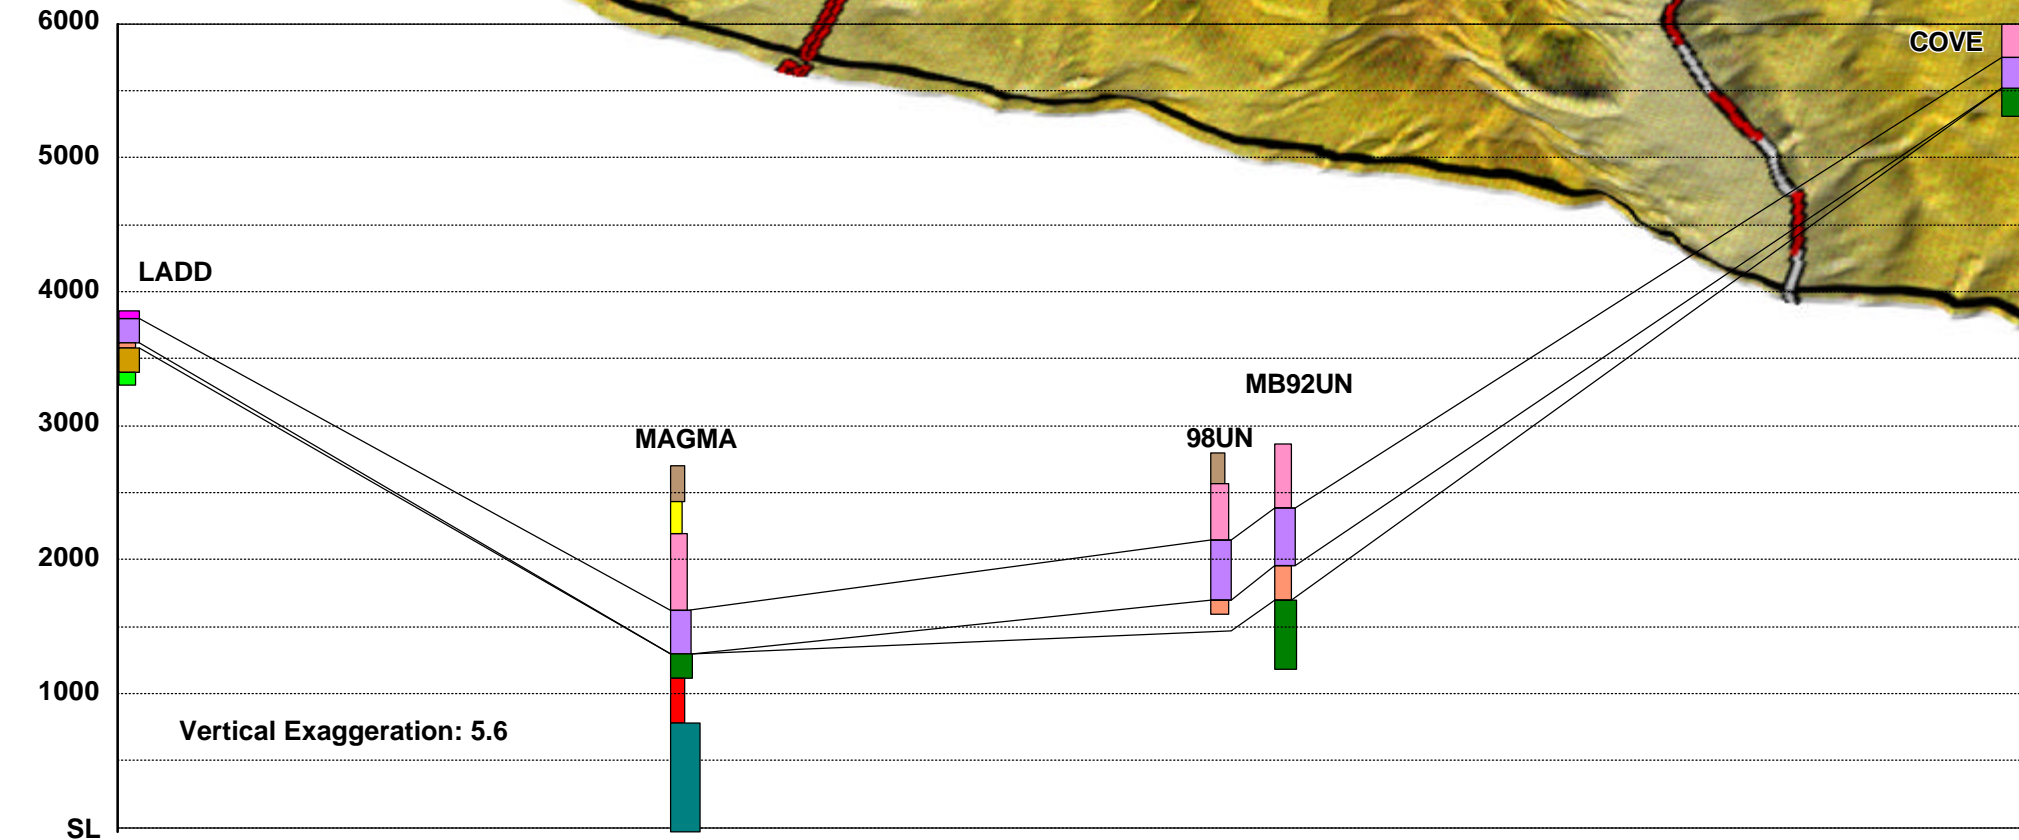 6000
COVE
5000
LADD
4000
MB92UN
3000
MAGMA
98UN
2000
1000
Vertical Exaggeration: 5.6
SL